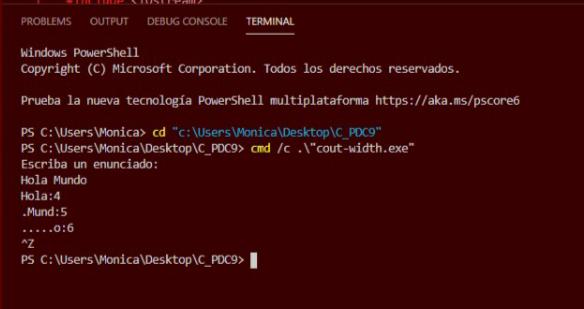 #include <iostream>
PROBLEMS OUTPUT DEBUG CONSOLE TERMINAL
Windows PowerShell
Copyright (C) Microsoft Corporation. Todos los derechos reservados.
Prueba la nueva tecnología PowerShell multiplataforma https://aka.ms/pscore6
PS C:\Users\Monica> cd "c:\Users\Monica\Desktop\C_PDC9"
PS C:\Users\Monica\Desktop\C_PDC9> cmd /c .\"cout-width.exe"
Escriba un enunciado:
Hola Mundo
Hola:4
.Mund:5
.....o:6
^Z
PS C:\Users\Monica\Desktop\C_PDC9>